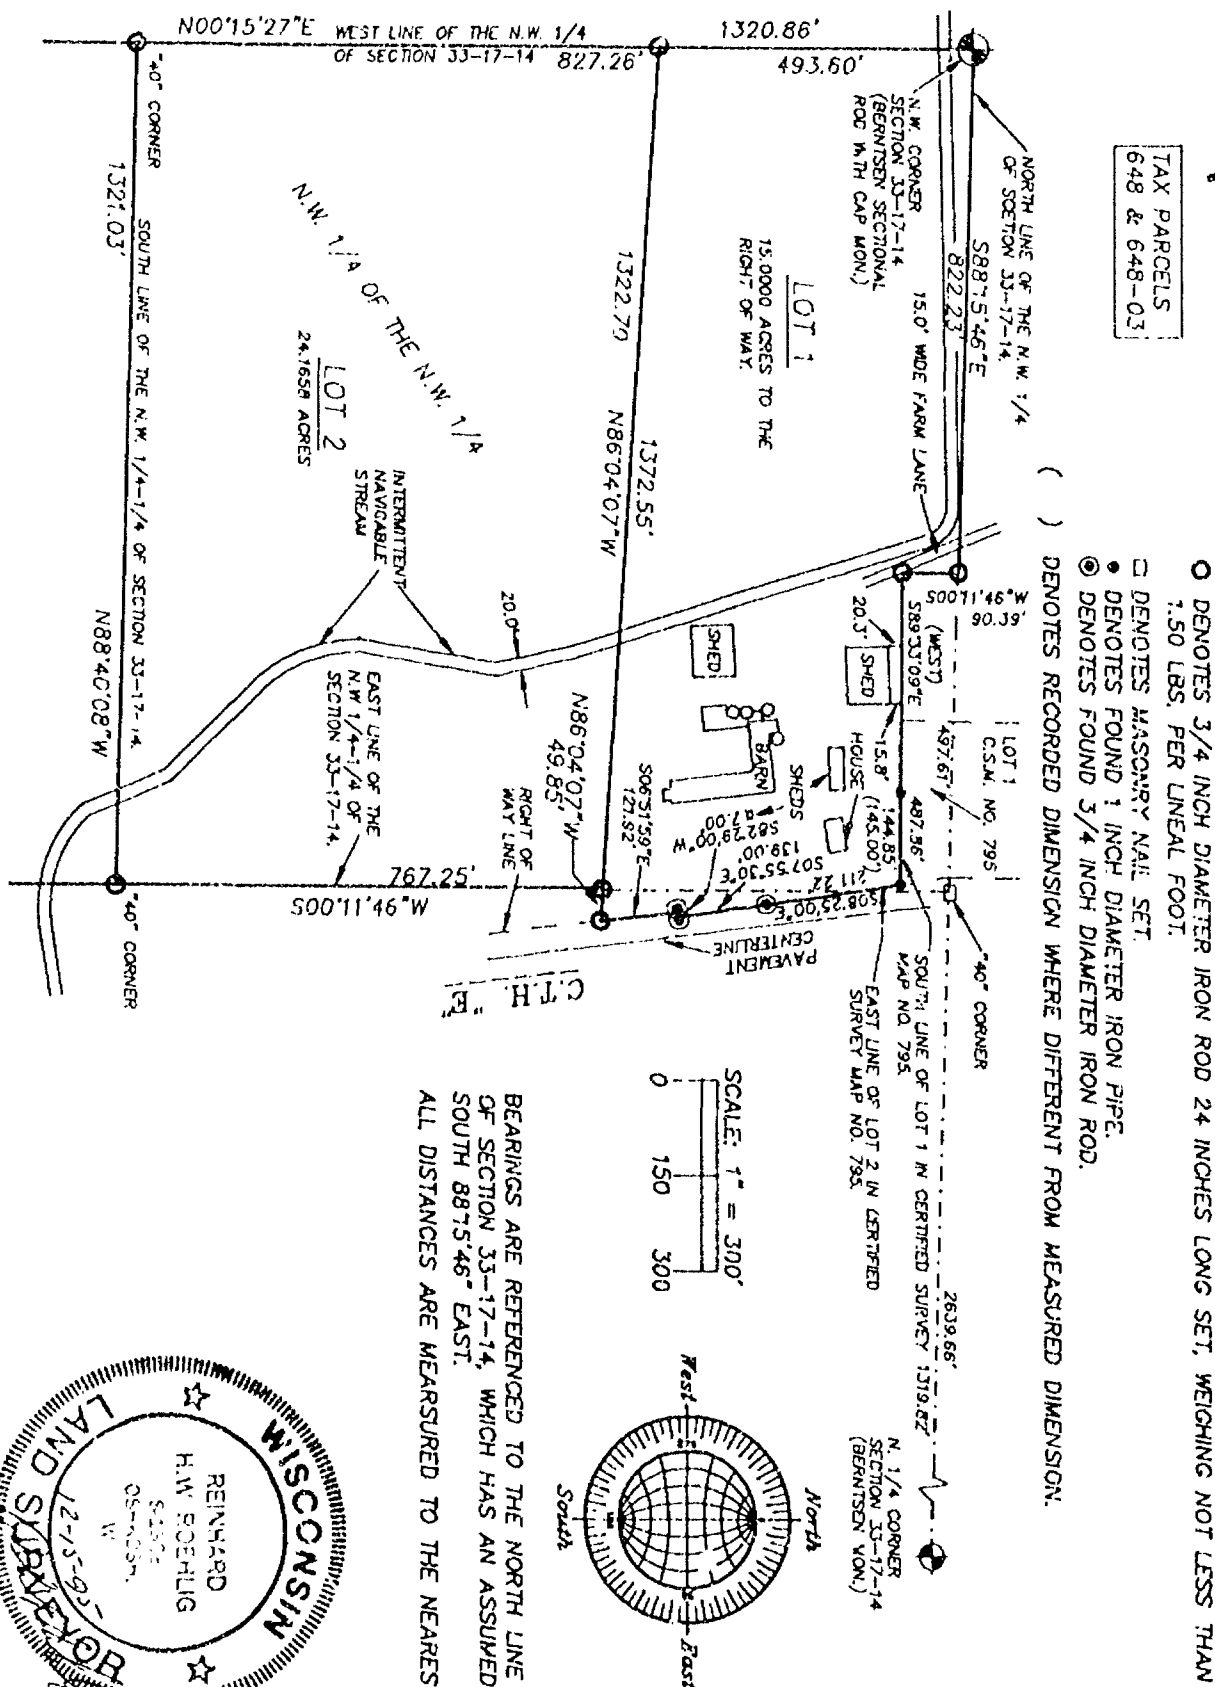 O DENOTES 3/4 INCH DIAMETER IRON ROD 24 INCHES LONG SET, WEIGHING NOT LESS THAN
1.50 LBS. PER LINEAL FOOT.
□ DENOTES MASONRY NAIL SET.
● DENOTES FOUND 1 INCH DIAMETER IRON PIPE.
◉ DENOTES FOUND 3/4 INCH DIAMETER IRON ROD.
( ) DENOTES RECORDED DIMENSION WHERE DIFFERENT FROM MEASURED DIMENSION.
TAX PARCELS
648 & 648-03
NORTH LINE OF THE N.W. 1/4
OF SCETION 33-17-14.
S88°15'46"E
822.23'
N.W. CORNER
SECTION 33-17-14
(BERNTSEN SECTIONAL
ROD WITH CAP MON.)
15.0' WIDE FARM LANE
S00°11'46"W
90.39'
LOT 1
C.S.M. NO. 795
497.67'
"40" CORNER
2639.66'
1319.82'
N. 1/4 CORNER
SECTION 33-17-14
(BERNTSEN MON.)
(WEST)
S89°33'09"E
487.36'
SOUTH LINE OF LOT 1 IN CERTIFIED SURVEY
MAP NO. 795.
EAST LINE OF LOT 2 IN CERTIFIED
SURVEY MAP NO. 795.
20.3'
SHED
15.8'
144.85'
(145.00')
HOUSE
211.22'
S08°25'00"E
SHEDS
BARN
SHED
S07°55'30"E
139.00'
S82°29'00"W
S06°51'59"E
127.92'
PAVEMENT
CENTERLINE
C.T.H. "E"
1320.86'
493.60'
N00°15'27"E
WEST LINE OF THE N.W. 1/4
OF SECTION 33-17-14
827.26'
LOT 1
15.0000 ACRES TO THE
RIGHT OF WAY.
1372.55'
1322.70
N86°04'07"W
N86°04'07"W
49.85'
RIGHT OF
WAY LINE
20.0'
INTERMITTENT
NAVIGABLE
STREAM
LOT 2
24.1658 ACRES
N.W. 1/4 OF THE N.W. 1/4
EAST LINE OF THE
N.W 1/4-1/4 OF
SECTION 33-17-14.
767.25'
S00°11'46"W
"40" CORNER
SOUTH LINE OF THE N.W. 1/4-1/4 OF SECTION 33-17-14.
1321.03'
N88°40'08"W
"40" CORNER
SCALE: 1" = 300'
0 150 300
North
West
East
South
BEARINGS ARE REFERENCED TO THE NORTH LINE
OF SECTION 33-17-14, WHICH HAS AN ASSUMED
SOUTH 88°15'46" EAST.
ALL DISTANCES ARE MEARSURED TO THE NEARES
WISCONSIN
REINHARD
H.W. ROEHLIG
LAND SURVEYOR